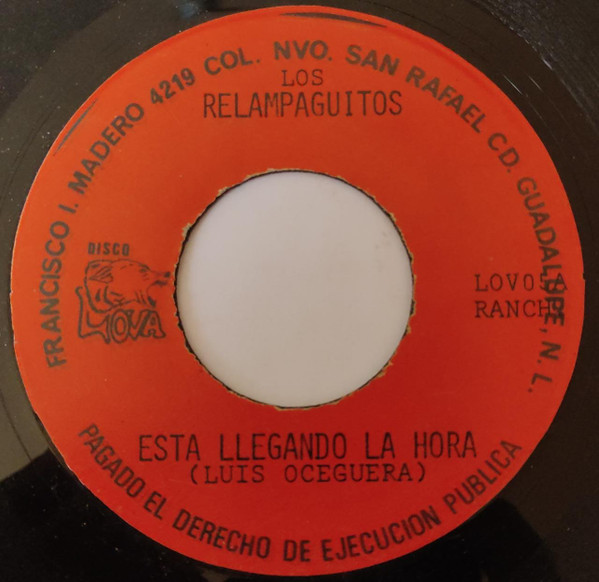 FRANCISCO I. MADERO 4219 COL. NVO. SAN RAFAEL CD. GUADALUPE, N. L.
LOS
RELAMPAGUITOS
DISCO
LOVA
ESTA LLEGANDO LA HORA
(LUIS OCEGUERA)
PAGADO EL DERECHO DE EJECUCION PUBLICA